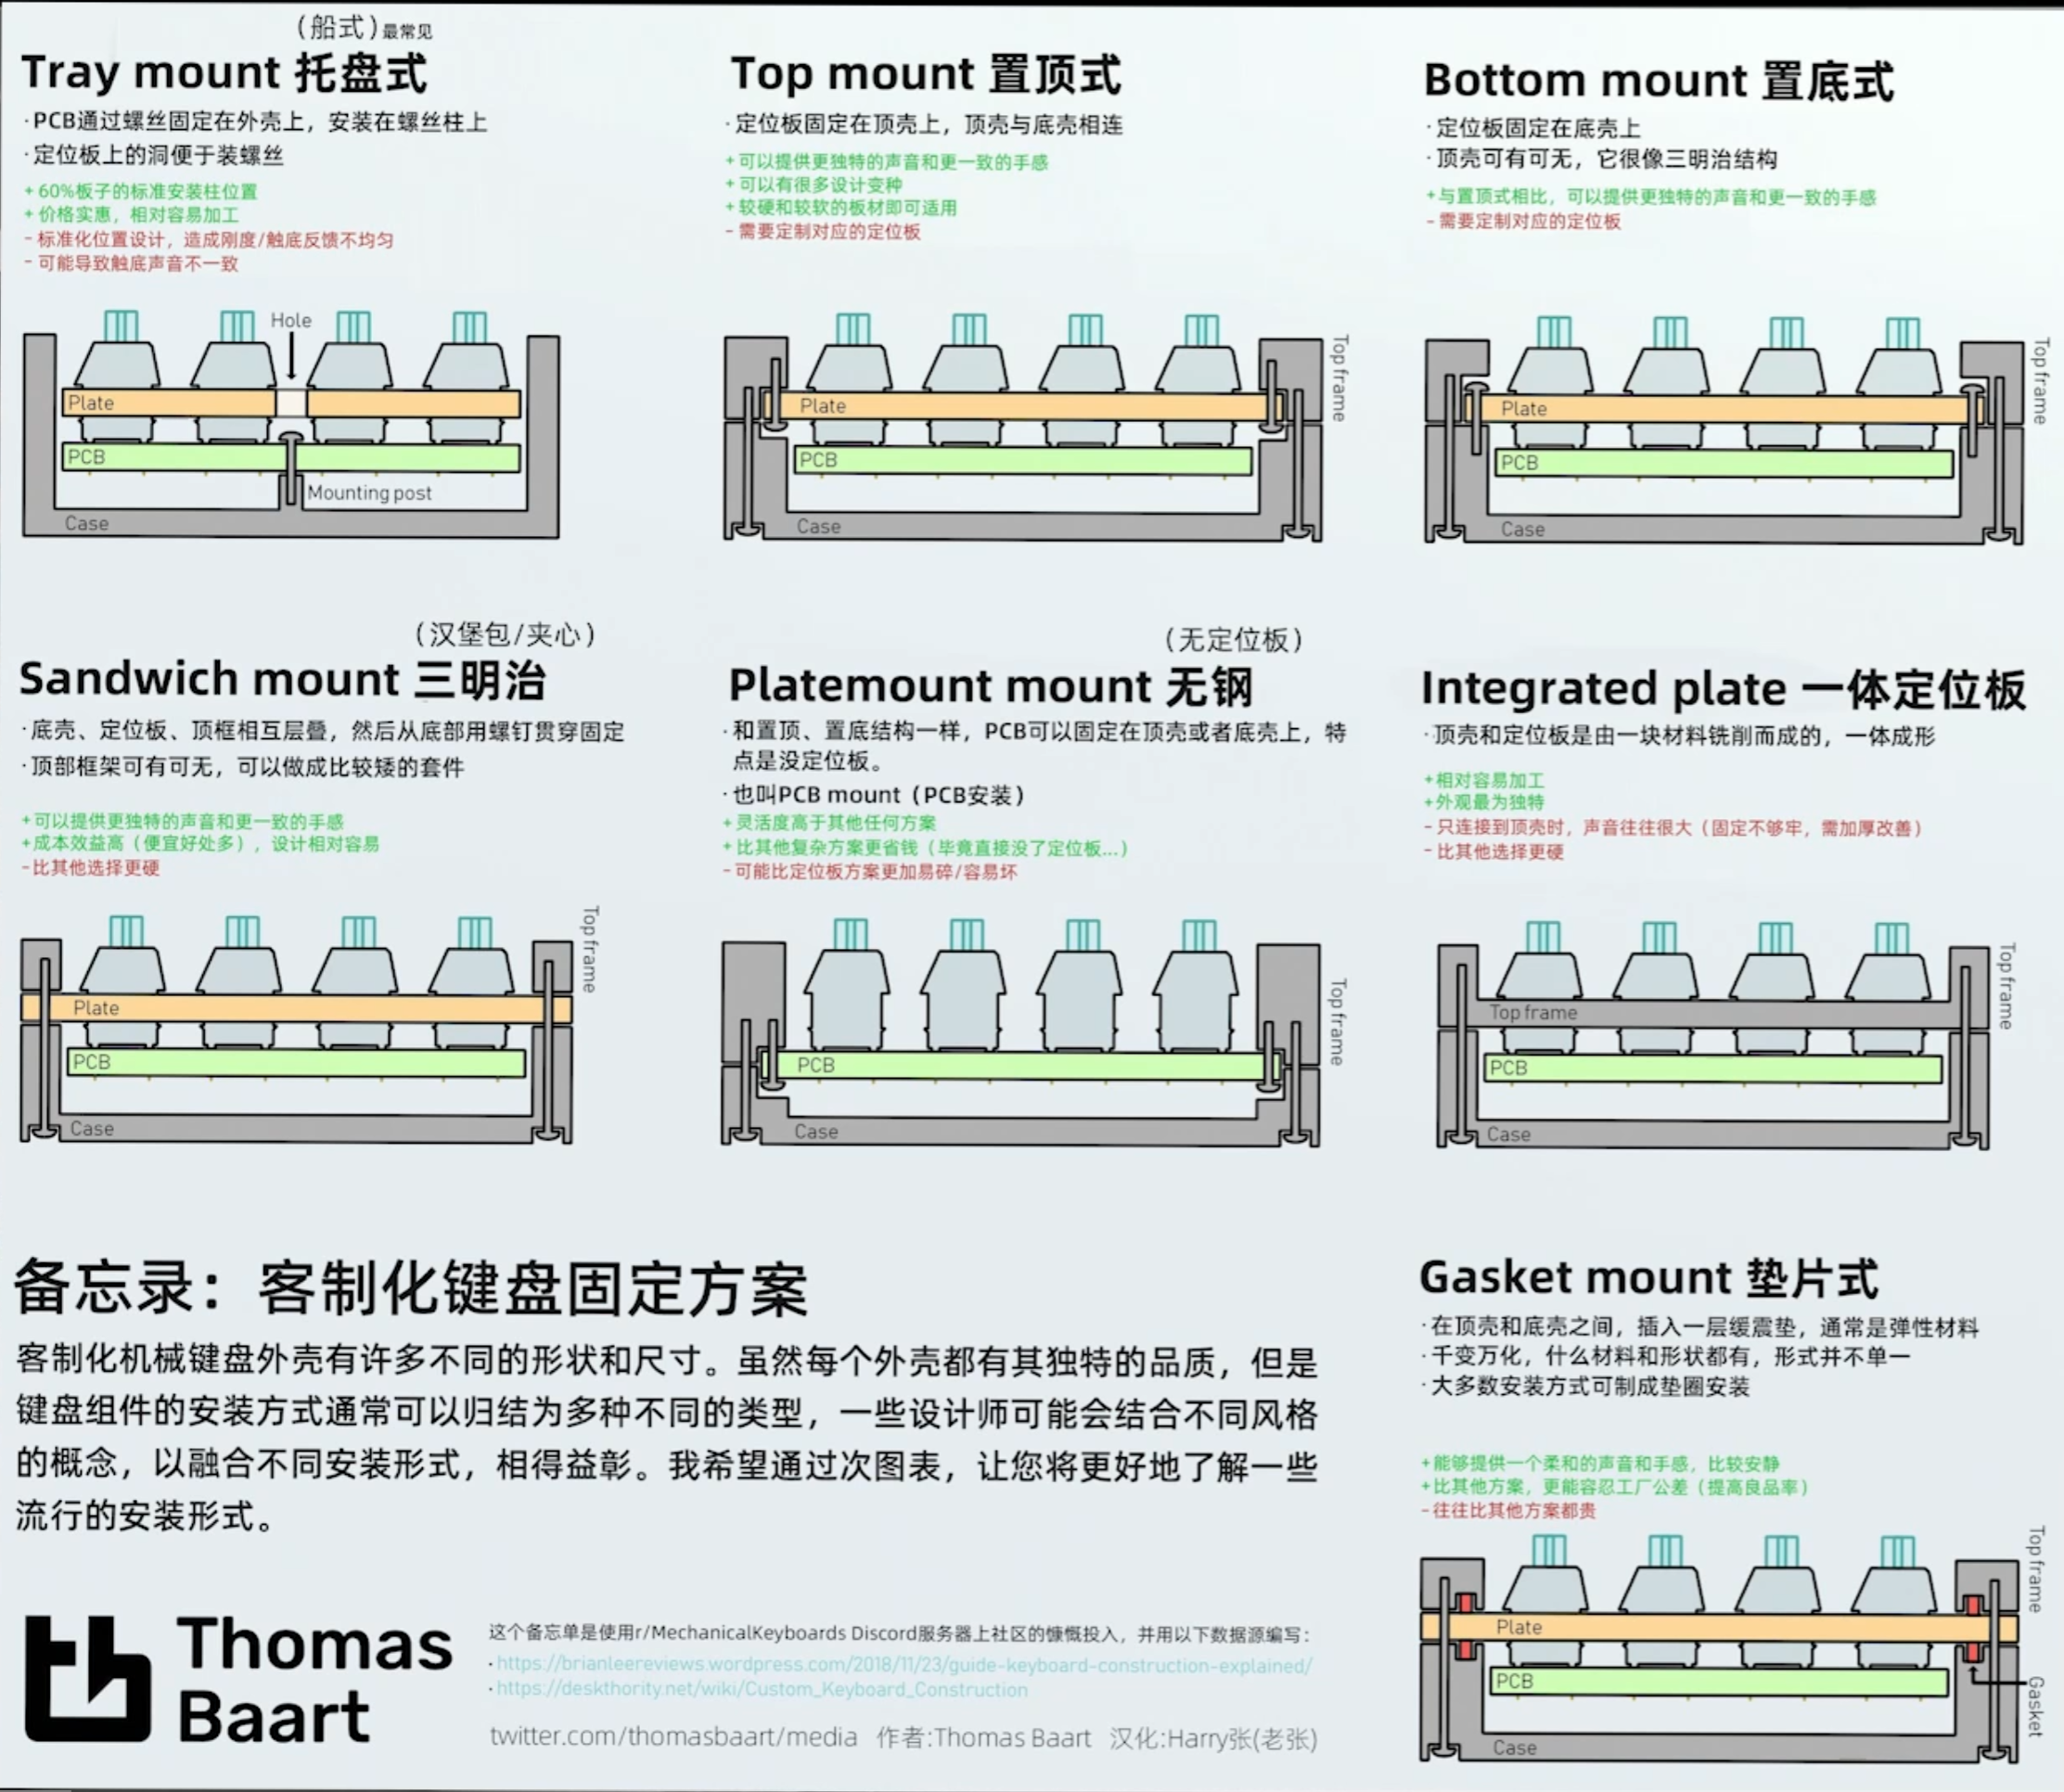 （船式）最常见
Tray mount 托盘式
·PCB通过螺丝固定在外壳上，安装在螺丝柱上
·定位板上的洞便于装螺丝
+ 60%板子的标准安装柱位置
+ 价格实惠，相对容易加工
- 标准化位置设计，造成刚度/触底反馈不均匀
- 可能导致触底声音不一致
Hole
Plate
PCB
Mounting post
Case
Top mount 置顶式
·定位板固定在顶壳上，顶壳与底壳相连
+ 可以提供更独特的声音和更一致的手感
+ 可以有很多设计变种
+ 较硬和较软的板材即可适用
- 需要定制对应的定位板
Top frame
Plate
PCB
Case
Bottom mount 置底式
·定位板固定在底壳上
·顶壳可有可无，它很像三明治结构
+与置顶式相比，可以提供更独特的声音和更一致的手感
- 需要定制对应的定位板
Top frame
Plate
PCB
Case
（汉堡包/夹心）
Sandwich mount 三明治
·底壳、定位板、顶框相互层叠，然后从底部用螺钉贯穿固定
·顶部框架可有可无，可以做成比较矮的套件
+可以提供更独特的声音和更一致的手感
+成本效益高（便宜好处多），设计相对容易
-比其他选择更硬
Top frame
Plate
PCB
Case
（无定位板）
Platemount mount 无钢
·和置顶、置底结构一样，PCB可以固定在顶壳或者底壳上，特
点是没定位板。
·也叫PCB mount（PCB安装）
+灵活度高于其他任何方案
+ 比其他复杂方案更省钱（毕竟直接没了定位板...）
- 可能比定位板方案更加易碎/容易坏
Top frame
PCB
Case
Integrated plate 一体定位板
·顶壳和定位板是由一块材料铣削而成的，一体成形
+相对容易加工
+外观最为独特
- 只连接到顶壳时，声音往往很大（固定不够牢，需加厚改善）
- 比其他选择更硬
Top frame
Top frame
PCB
Case
备忘录：客制化键盘固定方案
客制化机械键盘外壳有许多不同的形状和尺寸。虽然每个外壳都有其独特的品质，但是
键盘组件的安装方式通常可以归结为多种不同的类型，一些设计师可能会结合不同风格
的概念，以融合不同安装形式，相得益彰。我希望通过次图表，让您将更好地了解一些
流行的安装形式。
Thomas
Baart
这个备忘单是使用r/MechanicalKeyboards Discord服务器上社区的慷慨投入，并用以下数据源编写：
·https://brianleereviews.wordpress.com/2018/11/23/guide-keyboard-construction-explained/
·https://deskthority.net/wiki/Custom_Keyboard_Construction
twitter.com/thomasbaart/media 作者:Thomas Baart 汉化:Harry张(老张)
Gasket mount 垫片式
·在顶壳和底壳之间，插入一层缓震垫，通常是弹性材料
·千变万化，什么材料和形状都有，形式并不单一
·大多数安装方式可制成垫圈安装
+能够提供一个柔和的声音和手感，比较安静
+比其他方案，更能容忍工厂公差（提高良品率）
-往往比其他方案都贵
Top frame
Plate
PCB
Gasket
Case